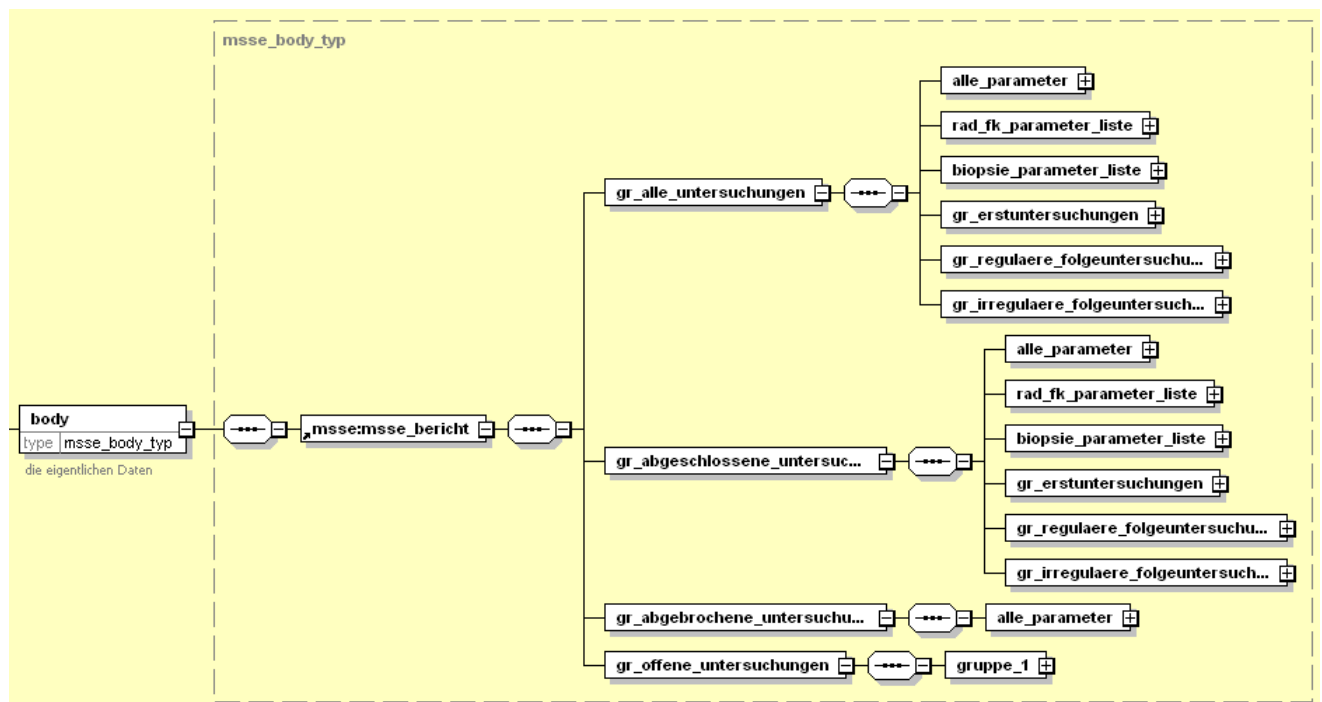 msse_body_typ
alle_parameter
rad_fk_parameter_liste
biopsie_parameter_liste
gr_alle_untersuchungen
gr_erstuntersuchungen
gr_regulaere_folgeuntersuchu...
gr_irregulaere_folgeuntersuch...
alle_parameter
rad_fk_parameter_liste
body
type msse_body_typ
die eigentlichen Daten
msse:msse_bericht
biopsie_parameter_liste
gr_abgeschlossene_untersuc...
gr_erstuntersuchungen
gr_regulaere_folgeuntersuchu...
gr_irregulaere_folgeuntersuch...
gr_abgebrochene_untersuchu...
alle_parameter
gr_offene_untersuchungen
gruppe_1